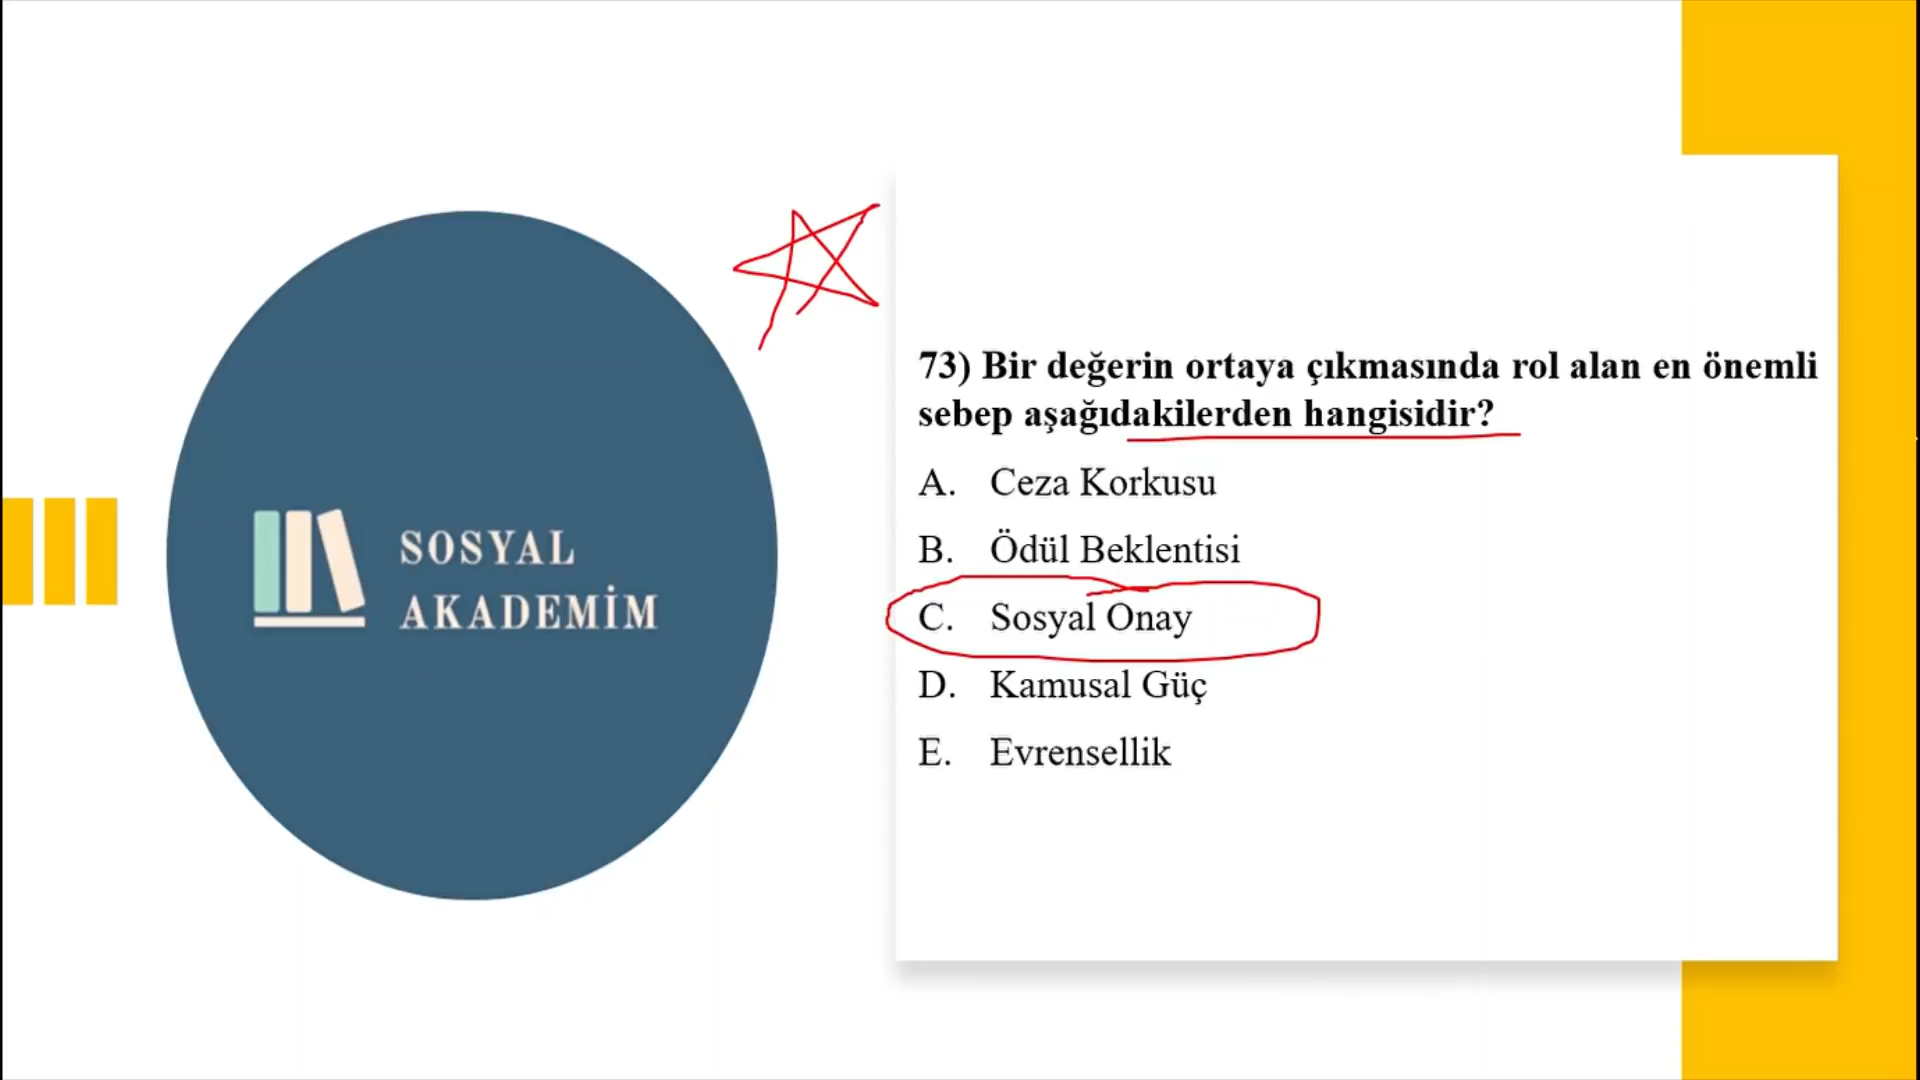 SOSYAL
AKADEMİM
73) Bir değerin ortaya çıkmasında rol alan en önemli
sebep aşağıdakilerden hangisidir?
A. Ceza Korkusu
B. Ödül Beklentisi
C. Sosyal Onay
D. Kamusal Güç
E. Evrensellik